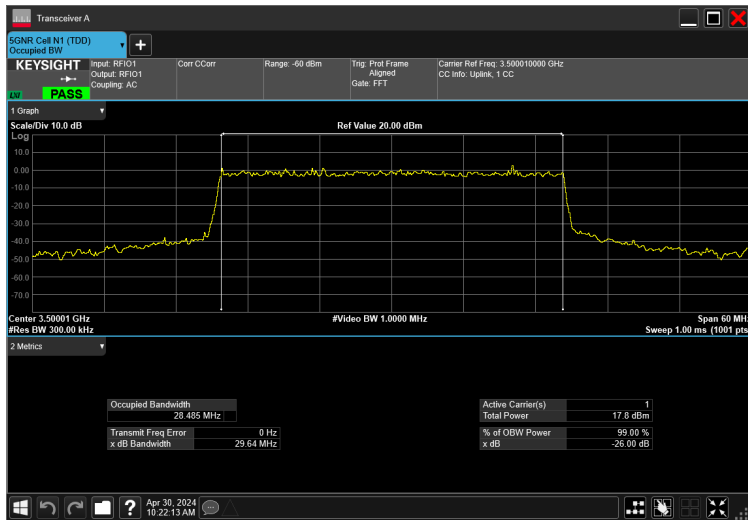 Transceiver A
5GNR Cell N1 (TDD)
Occupied BW
KEYSIGHT
LXI
PASS
Input: RFIO1
Output: RFIO1
Coupling: AC
Corr CCorr
Range: -60 dBm
Trig: Prot Frame
Aligned
Gate: FFT
Carrier Ref Freq: 3.500010000 GHz
CC Info: Uplink, 1 CC
1 Graph
Scale/Div 10.0 dB
Ref Value 20.00 dBm
Log
10.0
0.00
-10.0
-20.0
-30.0
-40.0
-50.0
-60.0
-70.0
Center 3.50001 GHz
#Video BW 1.0000 MHz
Span 60 MHz
#Res BW 300.00 kHz
Sweep 1.00 ms (1001 pts
2 Metrics
Occupied Bandwidth
28.485 MHz
Transmit Freq Error 0 Hz
x dB Bandwidth 29.64 MHz
Active Carrier(s) 1
Total Power 17.8 dBm
% of OBW Power 99.00 %
x dB -26.00 dB
?
Apr 30, 2024
10:22:13 AM